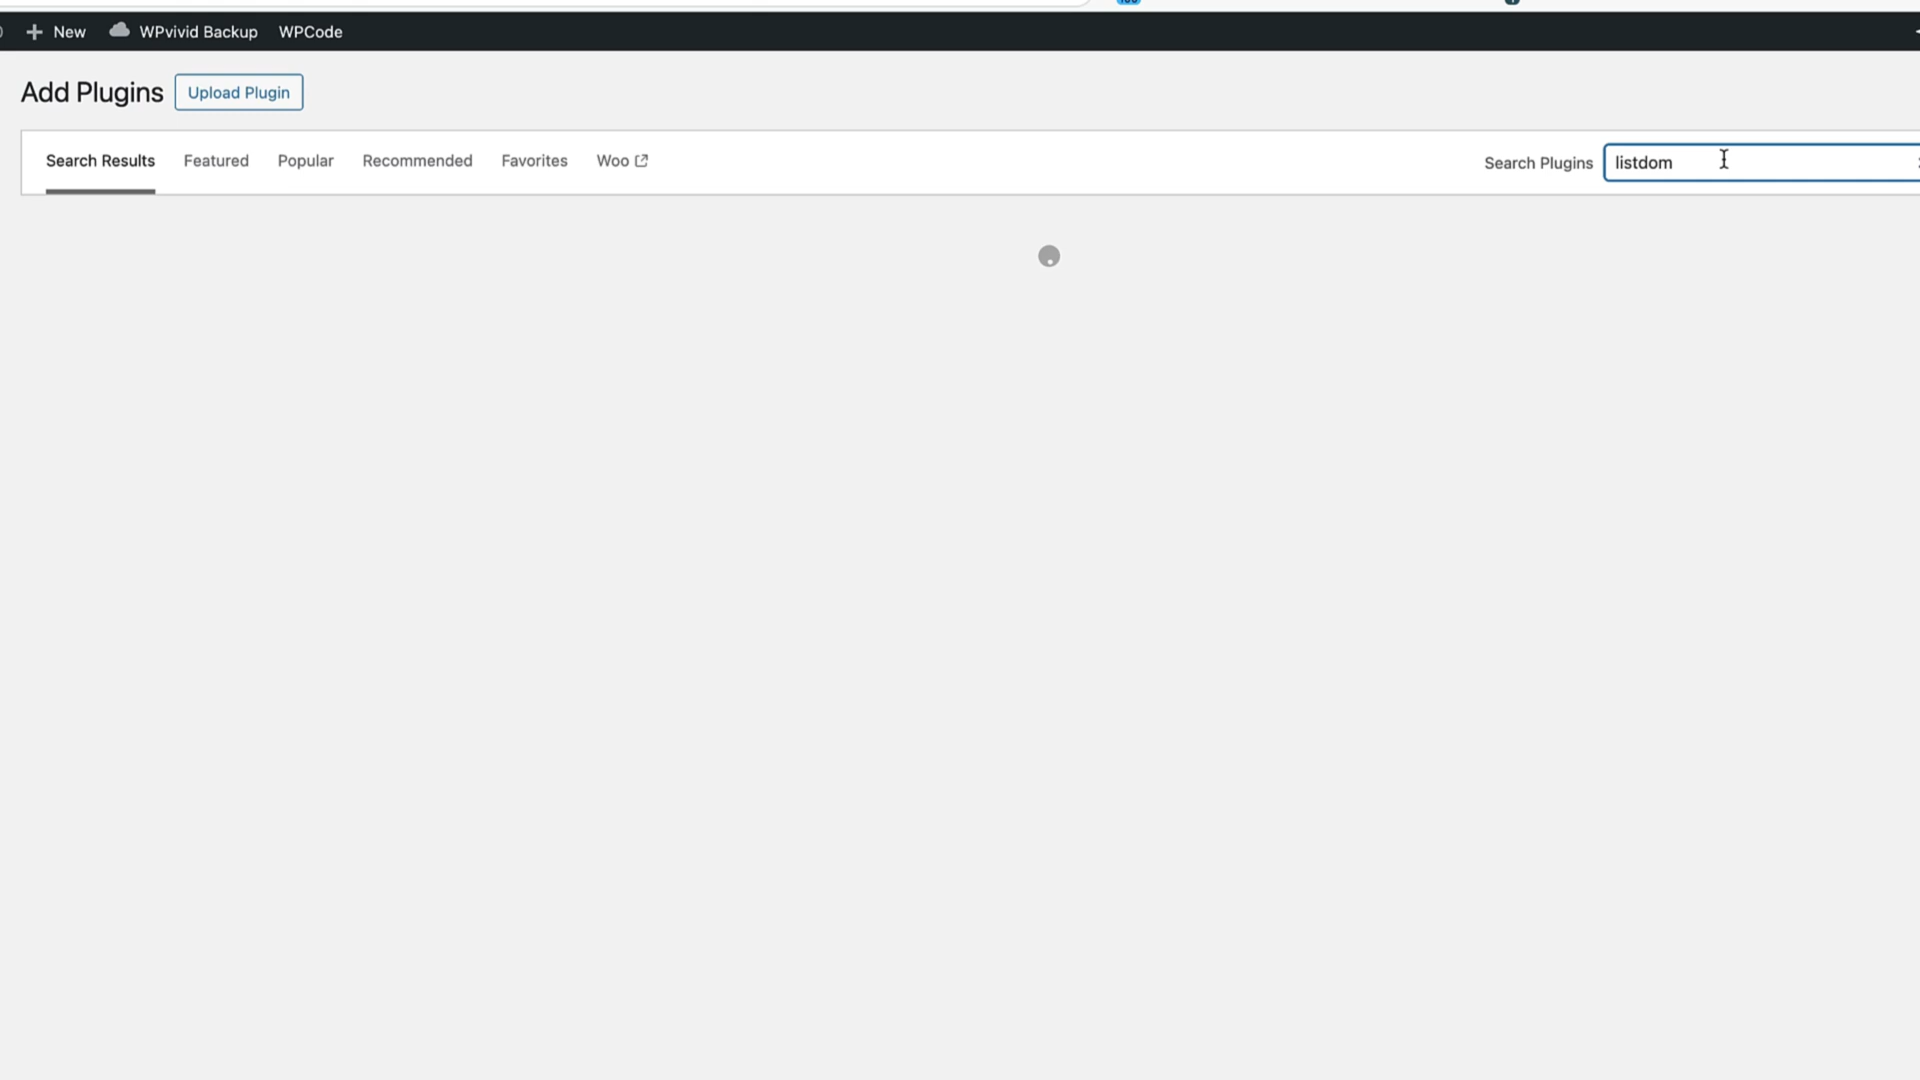 New WPvivid Backup WPCode
Add Plugins Upload Plugin
Search Results Featured Popular Recommended Favorites Woo Search Plugins listdom